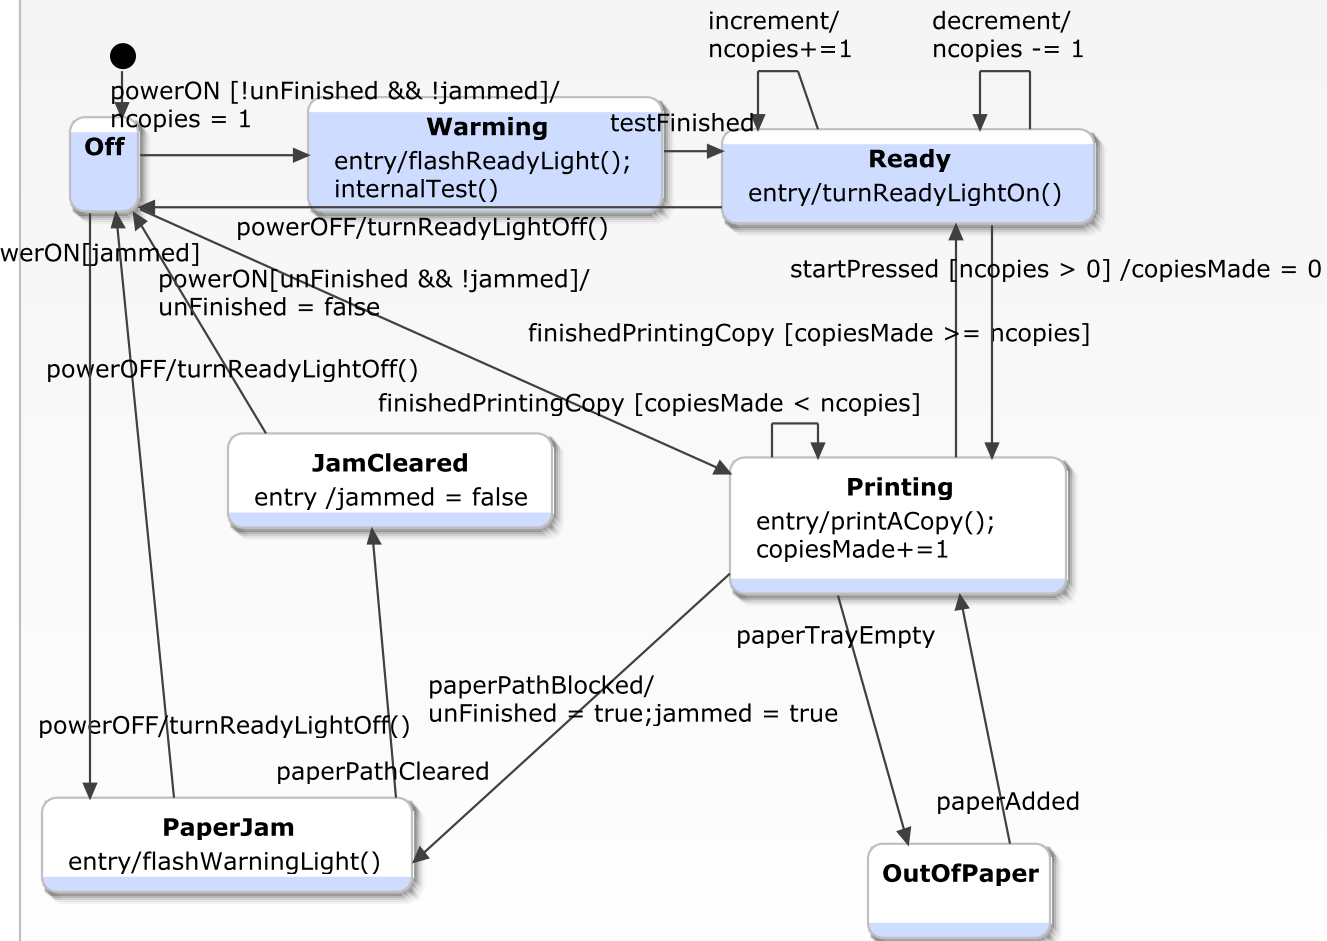 increment/
ncopies+=1
decrement/
ncopies -= 1
powerON [!unFinished && !jammed]/
ncopies = 1
Off
Warming
entry/flashReadyLight();
internalTest()
testFinished
Ready
entry/turnReadyLightOn()
powerOFF/turnReadyLightOff()
werON[jammed]
powerON[unFinished && !jammed]/
unFinished = false
startPressed [ncopies > 0] /copiesMade = 0
finishedPrintingCopy [copiesMade >= ncopies]
powerOFF/turnReadyLightOff()
finishedPrintingCopy [copiesMade < ncopies]
JamCleared
entry /jammed = false
Printing
entry/printACopy();
copiesMade+=1
paperTrayEmpty
paperPathBlocked/
unFinished = true;jammed = true
powerOFF/turnReadyLightOff()
paperPathCleared
paperAdded
PaperJam
entry/flashWarningLight()
OutOfPaper